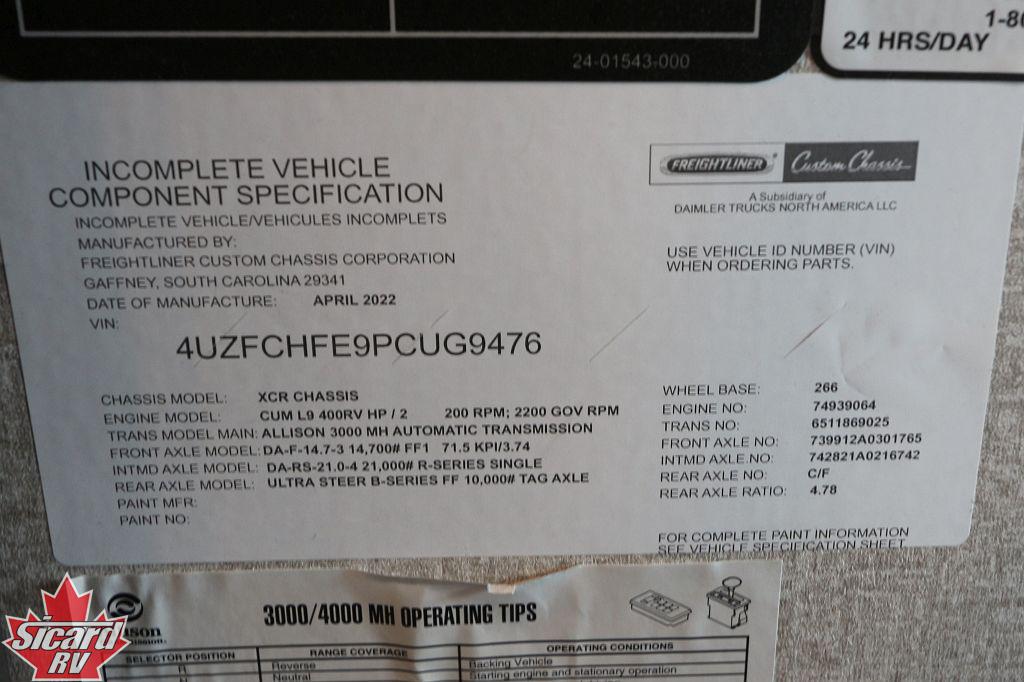 24-01543-000
1-80
24 HRS/DAY
INCOMPLETE VEHICLE
COMPONENT SPECIFICATION
INCOMPLETE VEHICLE/VEHICULES INCOMPLETS
MANUFACTURED BY:
FREIGHTLINER CUSTOM CHASSIS CORPORATION
GAFFNEY, SOUTH CAROLINA 29341
DATE OF MANUFACTURE: APRIL 2022
VIN:
4UZFCHFE9PCUG9476
FREIGHTLINER Custom Chassis
A Subsidiary of
DAIMLER TRUCKS NORTH AMERICA LLC
USE VEHICLE ID NUMBER (VIN)
WHEN ORDERING PARTS.
CHASSIS MODEL: XCR CHASSIS
ENGINE MODEL: CUM L9 400RV HP / 2 200 RPM; 2200 GOV RPM
TRANS MODEL MAIN: ALLISON 3000 MH AUTOMATIC TRANSMISSION
FRONT AXLE MODEL: DA-F-14.7-3 14,700# FF1 71.5 KPI/3.74
INTMD AXLE MODEL: DA-RS-21.0-4 21,000# R-SERIES SINGLE
REAR AXLE MODEL: ULTRA STEER B-SERIES FF 10,000# TAG AXLE
PAINT MFR:
PAINT NO:
WHEEL BASE: 266
ENGINE NO: 74939064
TRANS NO: 6511869025
FRONT AXLE NO: 739912A0301765
INTMD AXLE.NO: 742821A0216742
REAR AXLE NO: C/F
REAR AXLE RATIO: 4.78
FOR COMPLETE PAINT INFORMATION
SEE VEHICLE SPECIFICATION SHEET
3000/4000 MH OPERATING TIPS
SELECTOR POSITION RANGE COVERAGE OPERATING CONDITIONS
R Reverse Backing Vehicle
N Neutral Starting engine and stationary operation
Sicard
RV